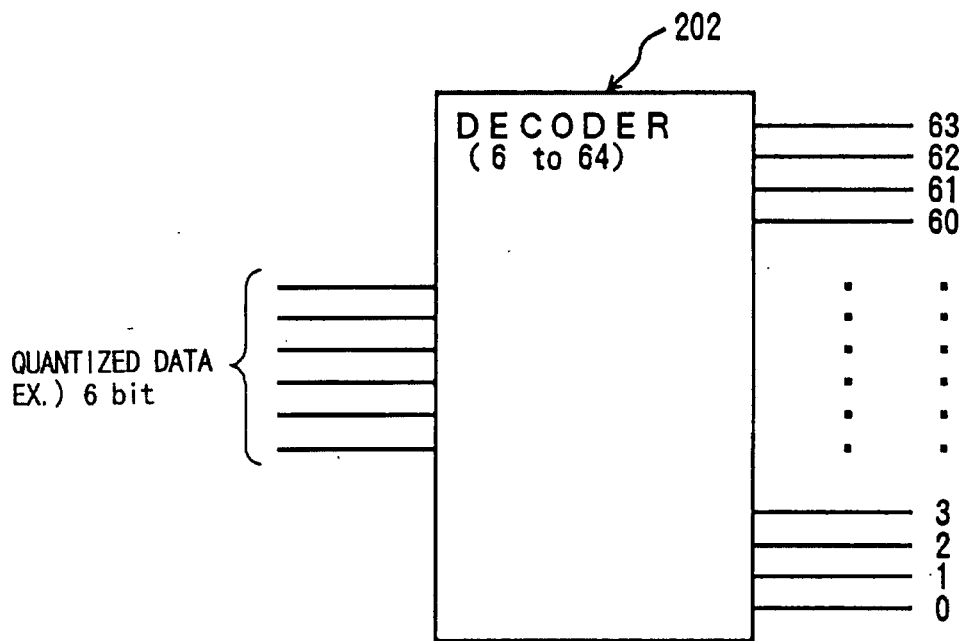 202
DECODER
(6 to 64)
63
62
61
60
QUANTIZED DATA
EX.) 6 bit
3
2
1
0